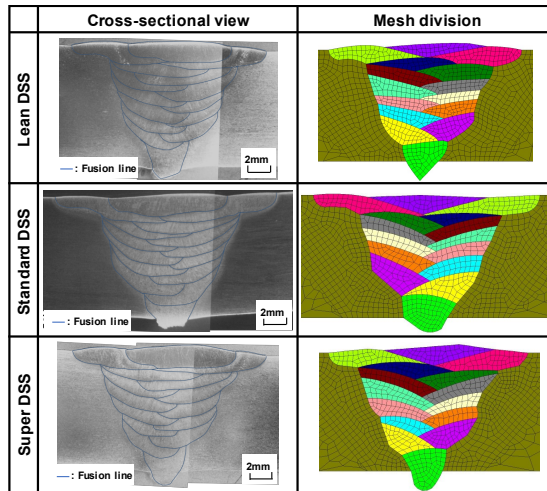 Cross-sectional view
Mesh division
Lean DSS
— : Fusion line
2mm
Standard DSS
— : Fusion line
2mm
Super DSS
— : Fusion line
2mm